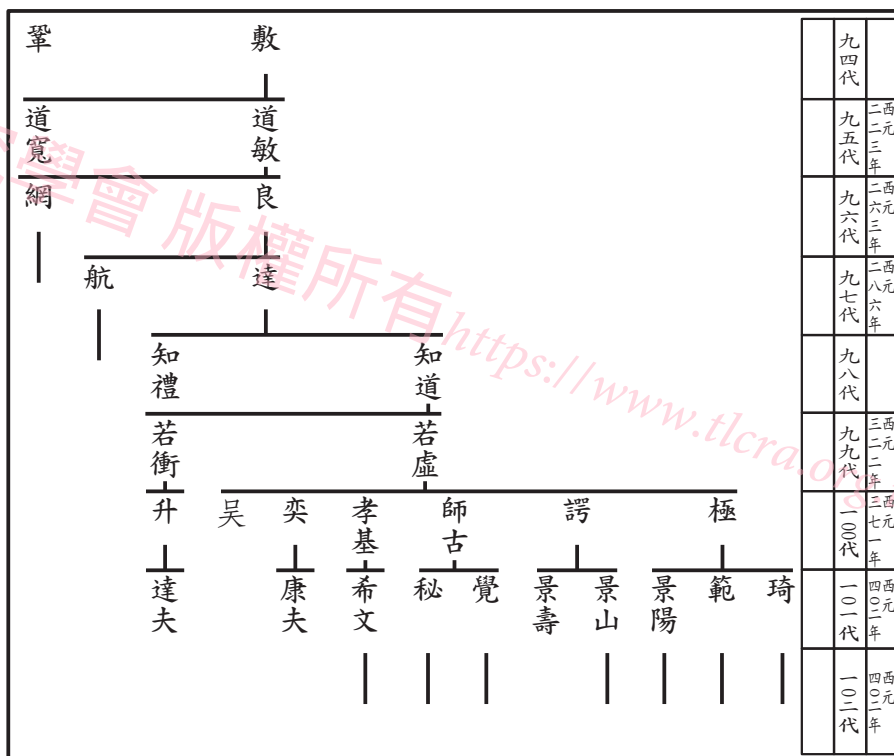 九四代
九五代
西元二二三年
九六代
西元二六三年
九七代
西元二八六年
九八代
九九代
西元三二一年
一〇〇代
西元三七一年
一〇一代
西元四〇二年
一〇二代
西元四〇二年
敷
鞏
道敏
道寬
良
網
達
航
知道
知禮
若虛
若衝
極
諤
師古
孝基
奕
吴
升
琦
範
景陽
景山
景壽
覺
秘
希文
康夫
達夫
學會 版權所有 https://www.tlcra.org